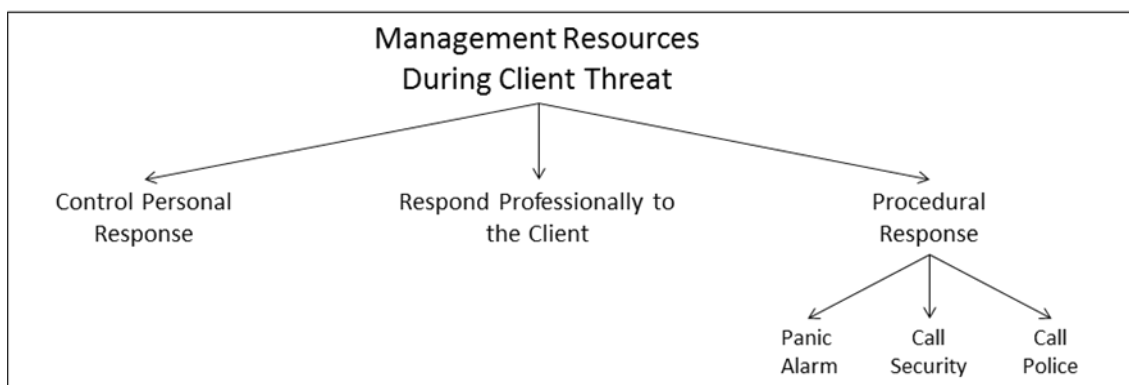 Management Resources
During Client Threat
Control Personal
Response
Respond Professionally to
the Client
Procedural
Response
Panic
Alarm
Call
Security
Call
Police